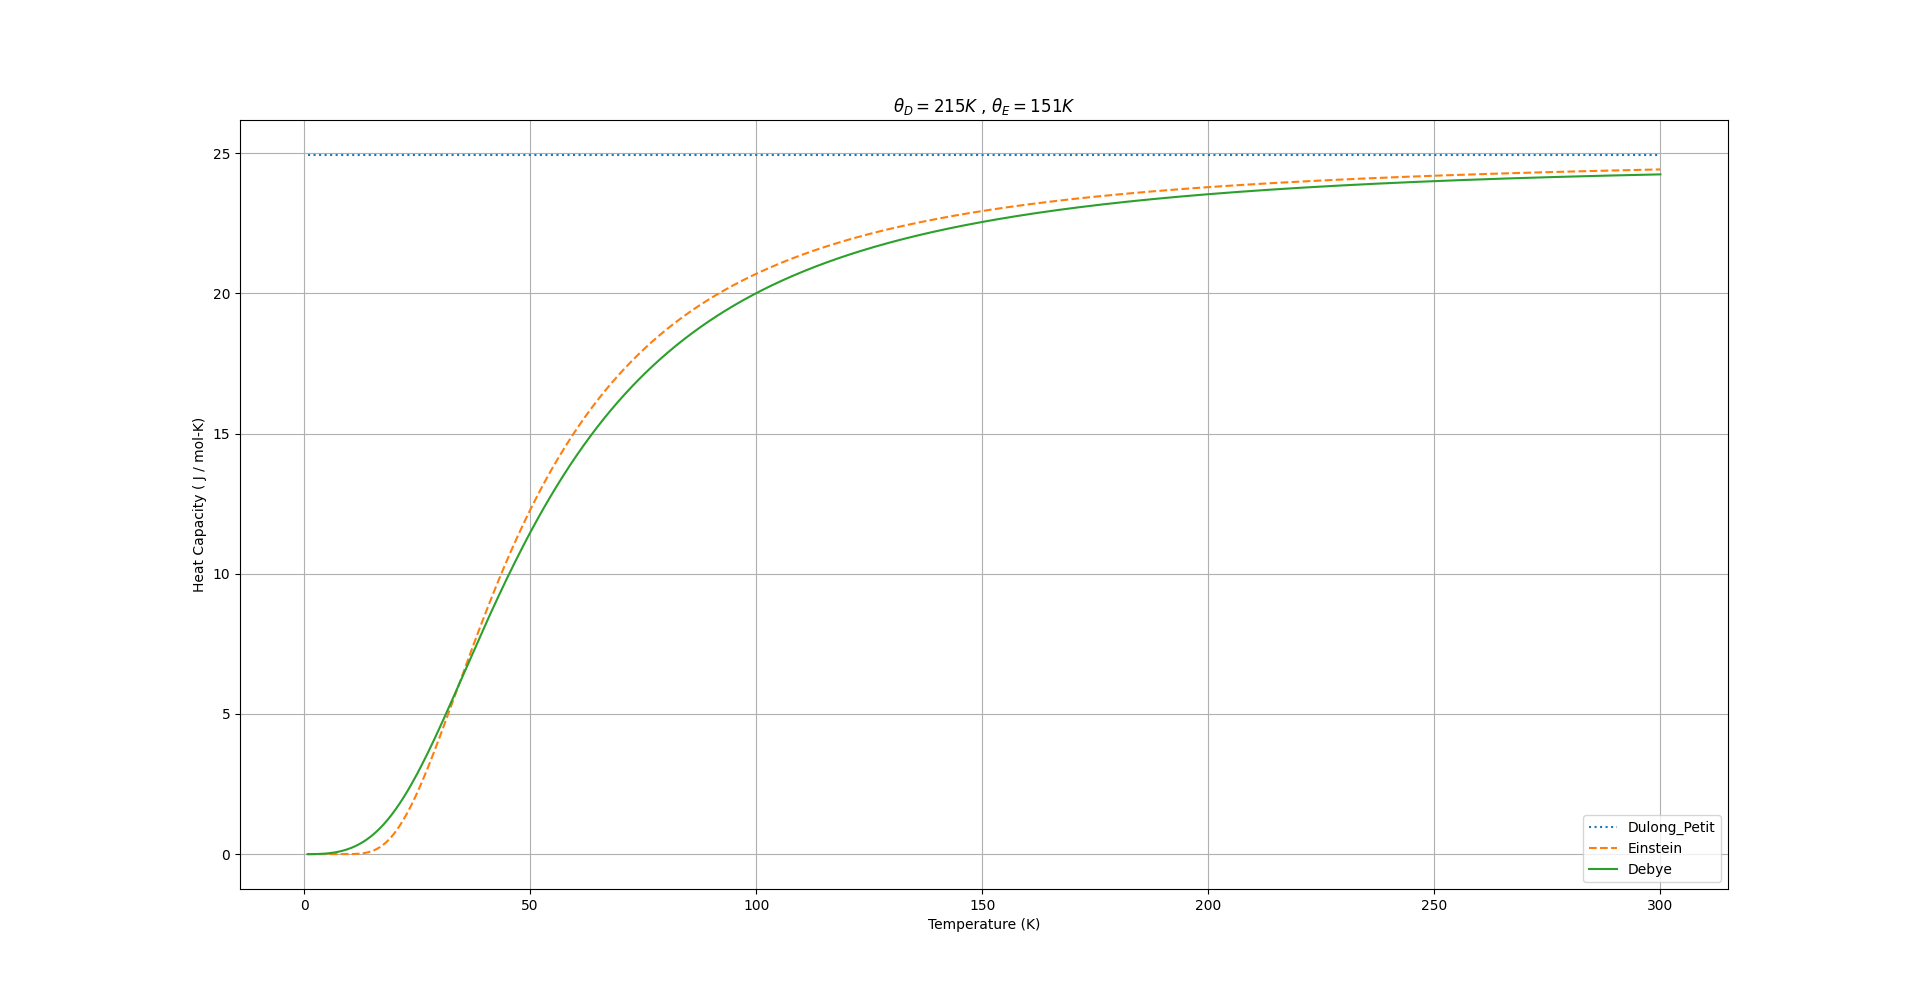 θ_D = 215K , θ_E = 151K
Heat Capacity ( J / mol-K)
25
20
15
10
5
0
0 50 100 150 200 250 300
Temperature (K)
Dulong_Petit
Einstein
Debye